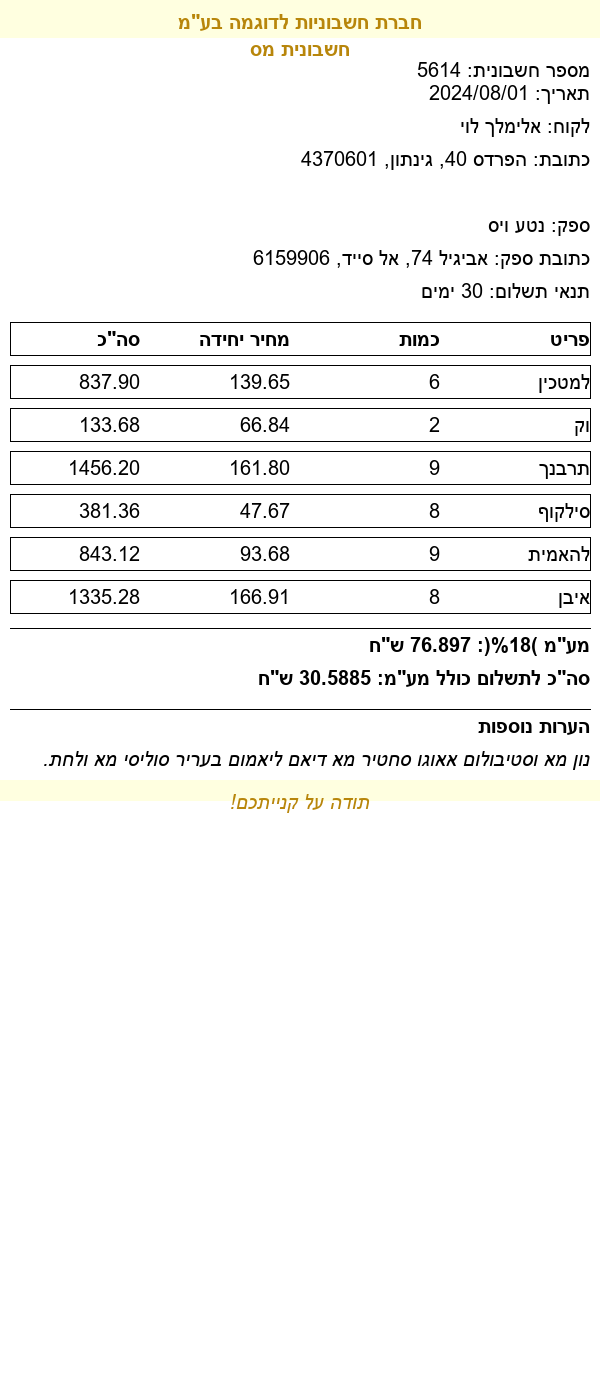 חברת חשבוניות לדוגמה בע"מ
חשבונית מס
מספר חשבונית: 5614
תאריך: 2024/08/01
לקוח: אלימלך לוי
כתובת: הפרדס 40, גינתון, 4370601
ספק: נטע ויס
כתובת ספק: אביגיל 74, אל סייד, 6159906
תנאי תשלום: 30 ימים
פריט כמות מחיר יחידה סה"כ
למטכין 6 139.65 837.90
וק 2 66.84 133.68
תרבנך 9 161.80 1456.20
סילקוף 8 47.67 381.36
להאמית 9 93.68 843.12
איבן 8 166.91 1335.28
מע"מ )18%(: 76.897 ש"ח
סה"כ לתשלום כולל מע"מ: 30.5885 ש"ח
הערות נוספות
נון מא וסטיבולום אאוגו סחטיר מא דיאם ליאמום בעריר סוליסי מא ולחת.
תודה על קנייתכם!